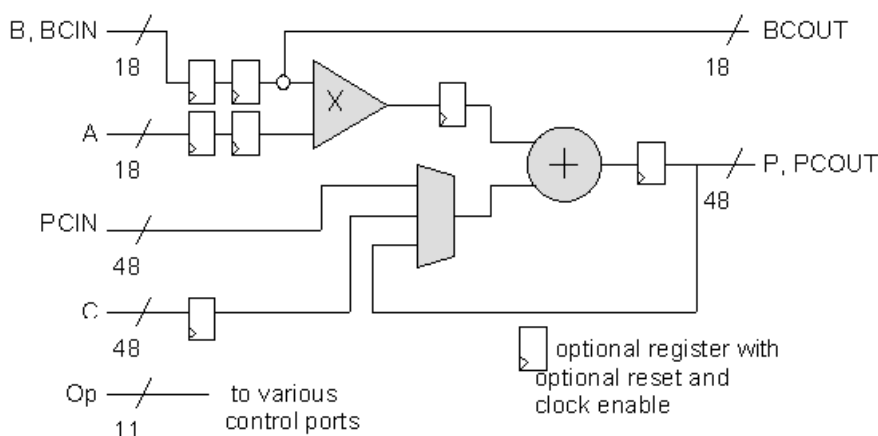 B, BCIN
18
BCOUT
18
X
A
18
+
P, PCOUT
48
PCIN
48
C
48
optional register with
optional reset and
clock enable
Op
11
to various
control ports